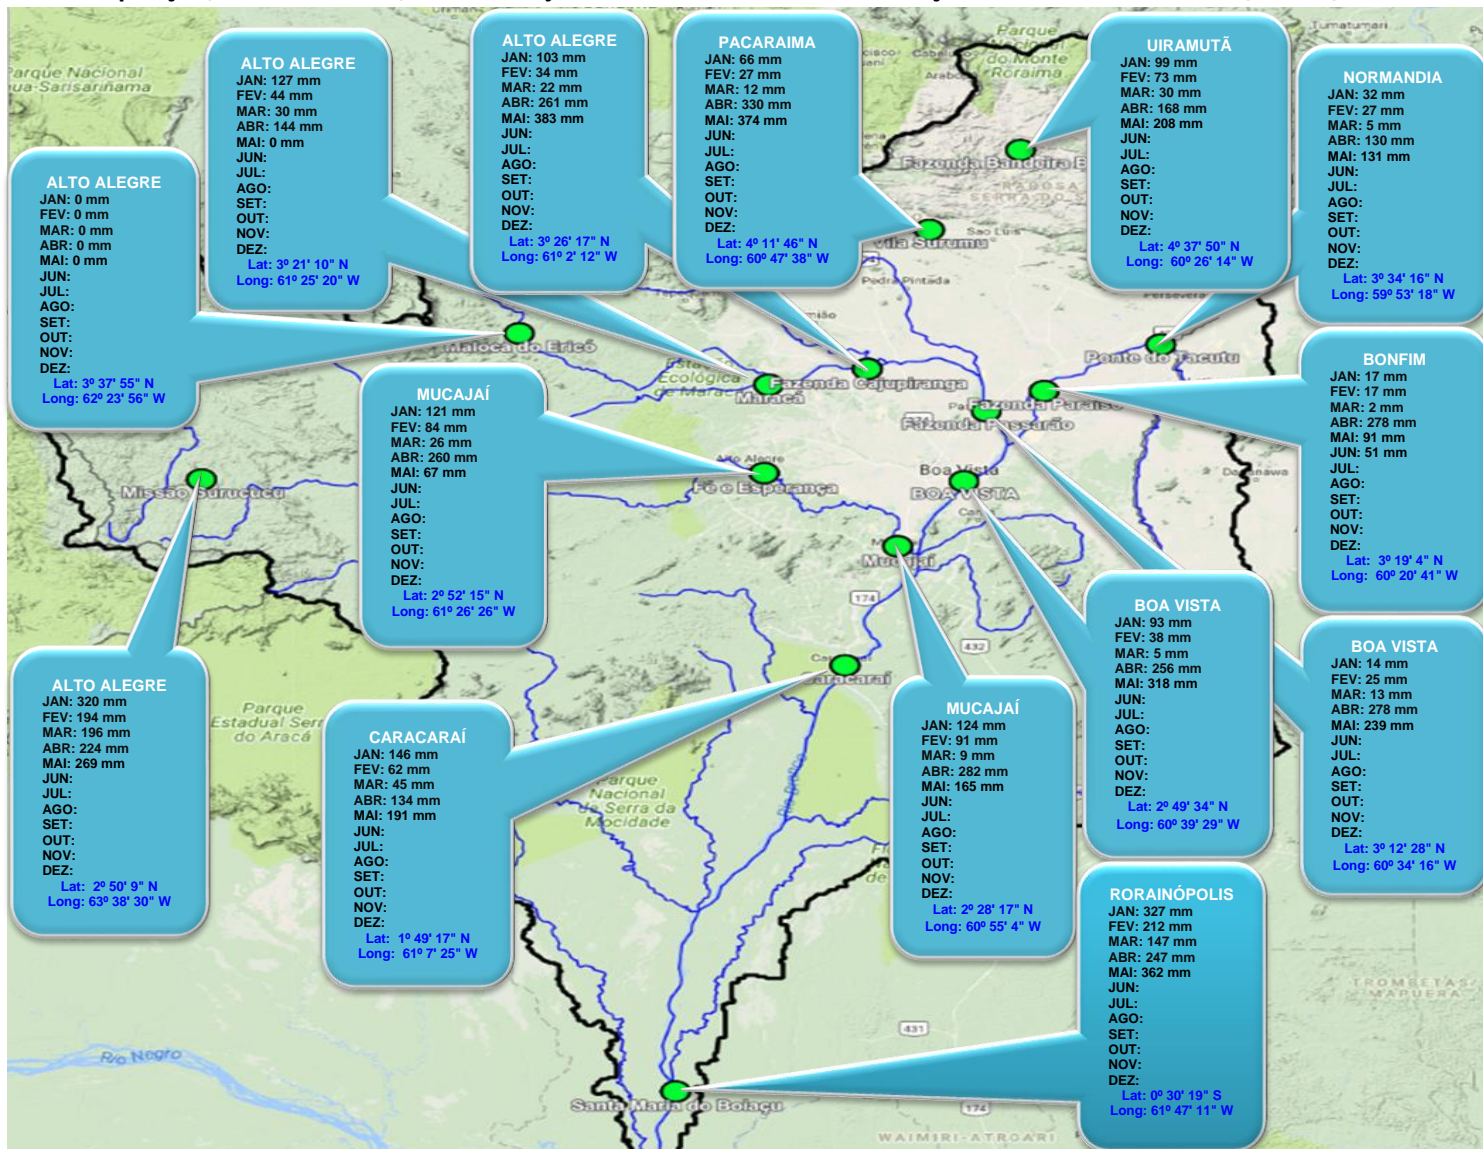 ALTO ALEGRE
JAN: 0 mm
FEV: 0 mm
MAR: 0 mm
ABR: 0 mm
MAI: 0 mm
JUN:
JUL:
AGO:
SET:
OUT:
NOV:
DEZ:
Lat: 3º 37' 55" N
Long: 62º 23' 56" W
ALTO ALEGRE
JAN: 127 mm
FEV: 44 mm
MAR: 30 mm
ABR: 144 mm
MAI: 0 mm
JUN:
JUL:
AGO:
SET:
OUT:
NOV:
DEZ:
Lat: 3º 21' 10" N
Long: 61º 25' 20" W
ALTO ALEGRE
JAN: 103 mm
FEV: 34 mm
MAR: 22 mm
ABR: 261 mm
MAI: 383 mm
JUN:
JUL:
AGO:
SET:
OUT:
NOV:
DEZ:
Lat: 3º 26' 17" N
Long: 61º 2' 12" W
PACARAIMA
JAN: 66 mm
FEV: 27 mm
MAR: 12 mm
ABR: 330 mm
MAI: 374 mm
JUN:
JUL:
AGO:
SET:
OUT:
NOV:
DEZ:
Lat: 4º 11' 46" N
Long: 60º 47' 38" W
UIRAMUTÃ
JAN: 99 mm
FEV: 73 mm
MAR: 30 mm
ABR: 168 mm
MAI: 208 mm
JUN:
JUL:
AGO:
SET:
OUT:
NOV:
DEZ:
Lat: 4º 37' 50" N
Long: 60º 26' 14" W
NORMANDIA
JAN: 32 mm
FEV: 27 mm
MAR: 5 mm
ABR: 130 mm
MAI: 131 mm
JUN:
JUL:
AGO:
SET:
OUT:
NOV:
DEZ:
Lat: 3º 34' 16" N
Long: 59º 53' 18" W
BONFIM
JAN: 17 mm
FEV: 17 mm
MAR: 2 mm
ABR: 278 mm
MAI: 91 mm
JUN: 51 mm
JUL:
AGO:
SET:
OUT:
NOV:
DEZ:
Lat: 3º 19' 4" N
Long: 60º 20' 41" W
MUCAJAÍ
JAN: 121 mm
FEV: 84 mm
MAR: 26 mm
ABR: 260 mm
MAI: 67 mm
JUN:
JUL:
AGO:
SET:
OUT:
NOV:
DEZ:
Lat: 2º 52' 15" N
Long: 61º 26' 26" W
BOA VISTA
JAN: 93 mm
FEV: 38 mm
MAR: 5 mm
ABR: 256 mm
MAI: 318 mm
JUN:
JUL:
AGO:
SET:
OUT:
NOV:
DEZ:
Lat: 2º 49' 34" N
Long: 60º 39' 29" W
BOA VISTA
JAN: 14 mm
FEV: 25 mm
MAR: 13 mm
ABR: 278 mm
MAI: 239 mm
JUN:
JUL:
AGO:
SET:
OUT:
NOV:
DEZ:
Lat: 3º 12' 28" N
Long: 60º 34' 16" W
ALTO ALEGRE
JAN: 320 mm
FEV: 194 mm
MAR: 196 mm
ABR: 224 mm
MAI: 269 mm
JUN:
JUL:
AGO:
SET:
OUT:
NOV:
DEZ:
Lat: 2º 50' 9" N
Long: 63º 38' 30" W
CARACARAÍ
JAN: 146 mm
FEV: 62 mm
MAR: 45 mm
ABR: 134 mm
MAI: 191 mm
JUN:
JUL:
AGO:
SET:
OUT:
NOV:
DEZ:
Lat: 1º 49' 17" N
Long: 61º 7' 25" W
MUCAJAÍ
JAN: 124 mm
FEV: 91 mm
MAR: 9 mm
ABR: 282 mm
MAI: 165 mm
JUN:
JUL:
AGO:
SET:
OUT:
NOV:
DEZ:
Lat: 2º 28' 17" N
Long: 60º 55' 4" W
RORAINÓPOLIS
JAN: 327 mm
FEV: 212 mm
MAR: 147 mm
ABR: 247 mm
MAI: 362 mm
JUN:
JUL:
AGO:
SET:
OUT:
NOV:
DEZ:
Lat: 0º 30' 19" S
Long: 61º 47' 11" W
Parque
do Monte
Roraima
Tumatumari
Parque Nacional
Fazenda Bandeira B
Vila Surumu
Sao Luis
Pedra Pintada
Maloca do Ericó
Ponte do Tacutu
Maracá
Fazenda Cajupiranga
Fazenda Paraíso
Fazenda Passarão
Alto Alegre
Fé e Esperança
Boa Vista
BOA VISTA
Missão Surucucu
Mucajaí
174
432
Caracaraí
Parque
Estadual Serra
do Aracá
Parque
Nacional
da Serra da
Mocidade
Rio Branco
TROMBETAS
MAPUERA
431
Rio Negro
Santa Maria do Boiaçu
174
WAIMIRI-ATROARI